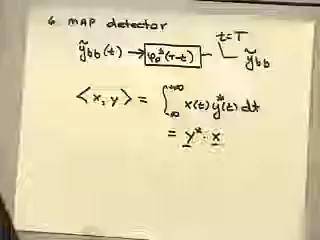 6. MAP detector
t=T
ỹbb(t) → φ₀*(T-t) ỹbb
<x,y> = ∫_{-∞}^{+∞} x(t) y*(t) dt
= y* · x